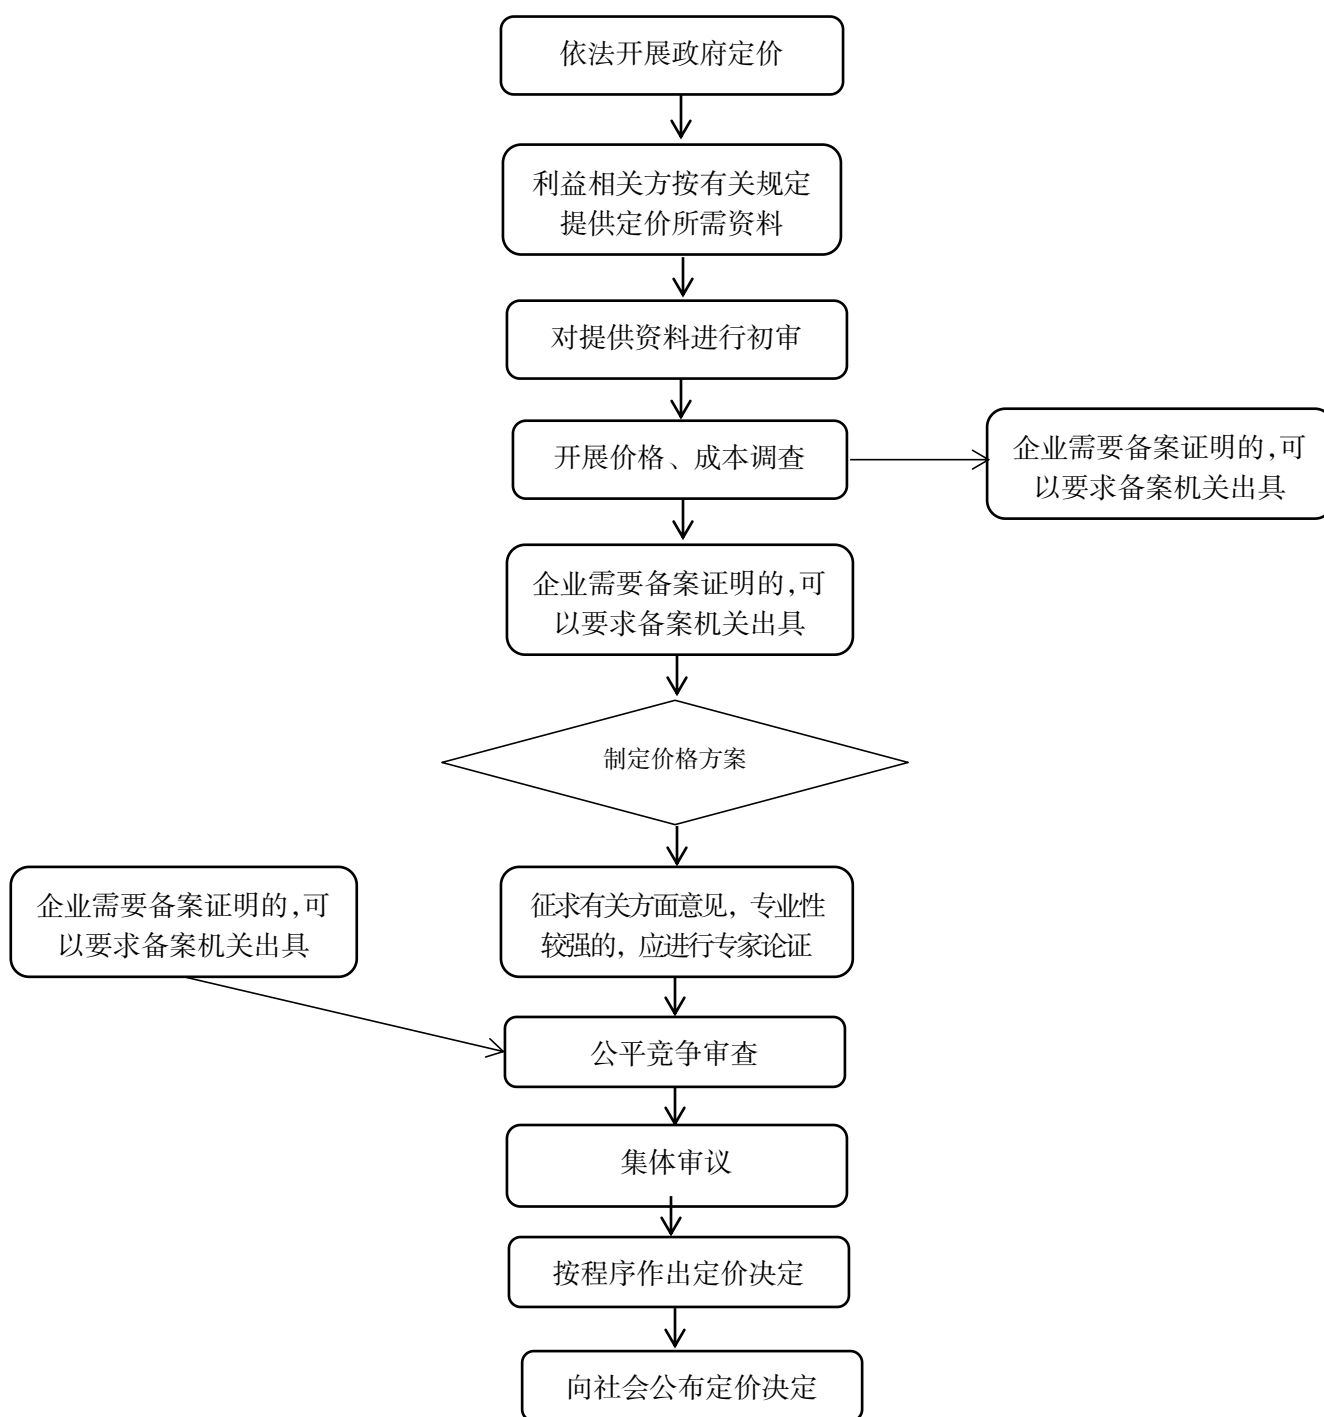 依法开展政府定价
利益相关方按有关规定
提供定价所需资料
对提供资料进行初审
开展价格、成本调查
企业需要备案证明的,可
以要求备案机关出具
企业需要备案证明的,可
以要求备案机关出具
制定价格方案
企业需要备案证明的,可
以要求备案机关出具
征求有关方面意见，专业性
较强的，应进行专家论证
公平竞争审查
集体审议
按程序作出定价决定
向社会公布定价决定